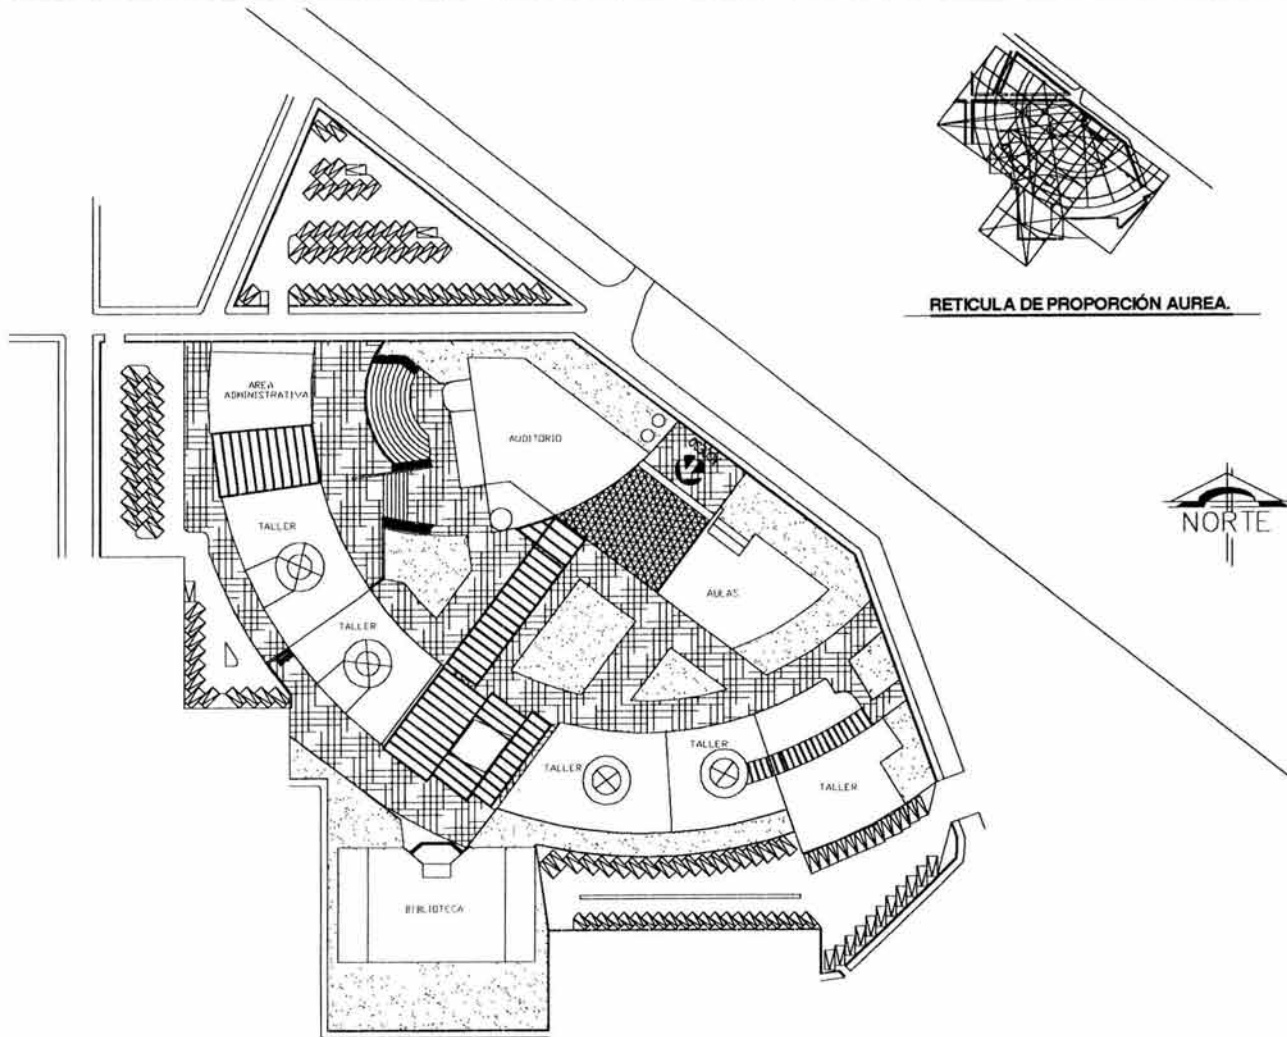 RETICULA DE PROPORCIÓN AUREA.
AREA
ADMINISTRATIVA
AUDITORIO
NORTE
TALLER
AULAS
TALLER
TALLER
TALLER
TALLER
BIBLIOTECA